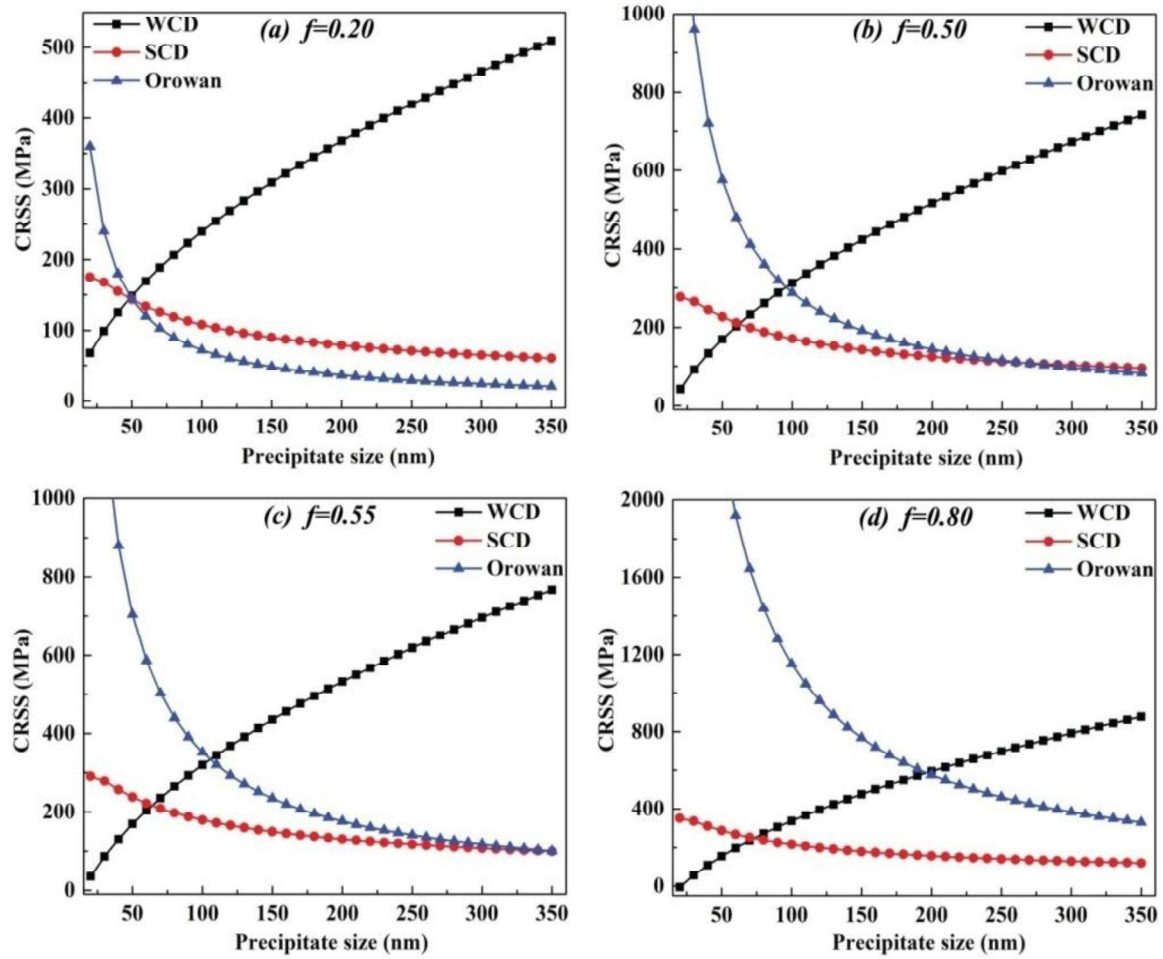 (a) f=0.20
WCD
SCD
Orowan
CRSS (MPa)
500
400
300
200
100
0
50 100 150 200 250 300 350
Precipitate size (nm)
(b) f=0.50
WCD
SCD
Orowan
CRSS (MPa)
1000
800
600
400
200
0
50 100 150 200 250 300 350
Precipitate size (nm)
(c) f=0.55
WCD
SCD
Orowan
CRSS (MPa)
1000
800
600
400
200
0
50 100 150 200 250 300 350
Precipitate size (nm)
(d) f=0.80
WCD
SCD
Orowan
CRSS (MPa)
2000
1600
1200
800
400
0
50 100 150 200 250 300 350
Precipitate size (nm)